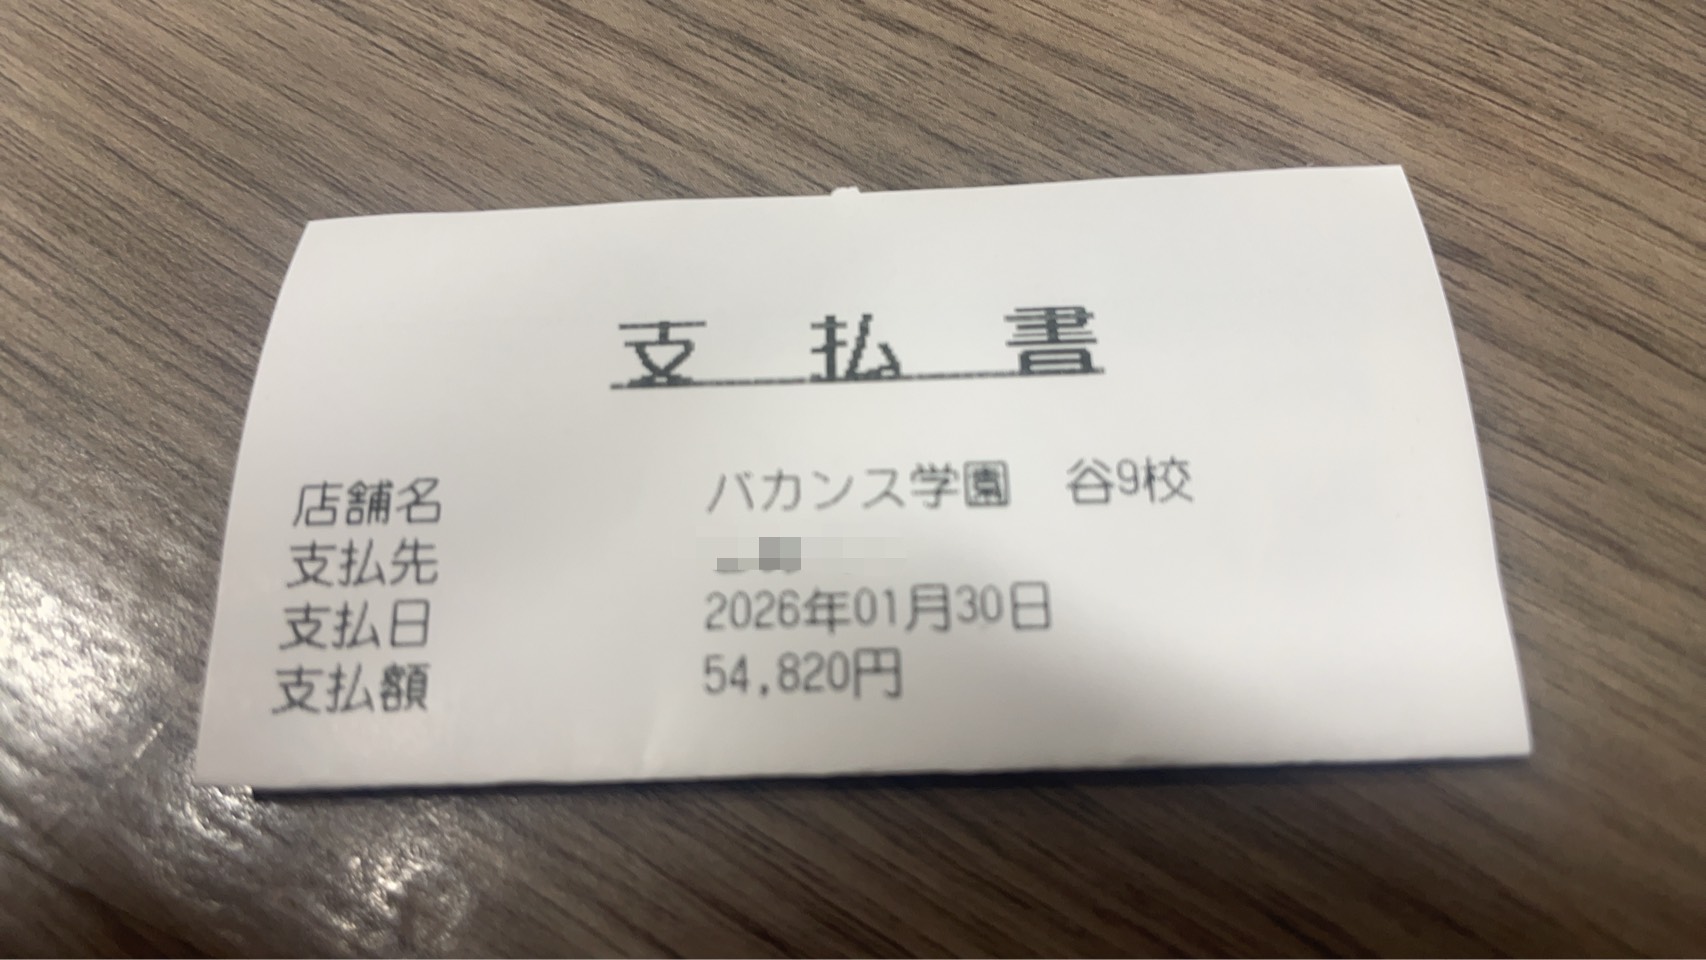 支払書
店舗名 バカンス学園 谷9校
支払先
支払日 2026年01月30日
支払額 54,820円